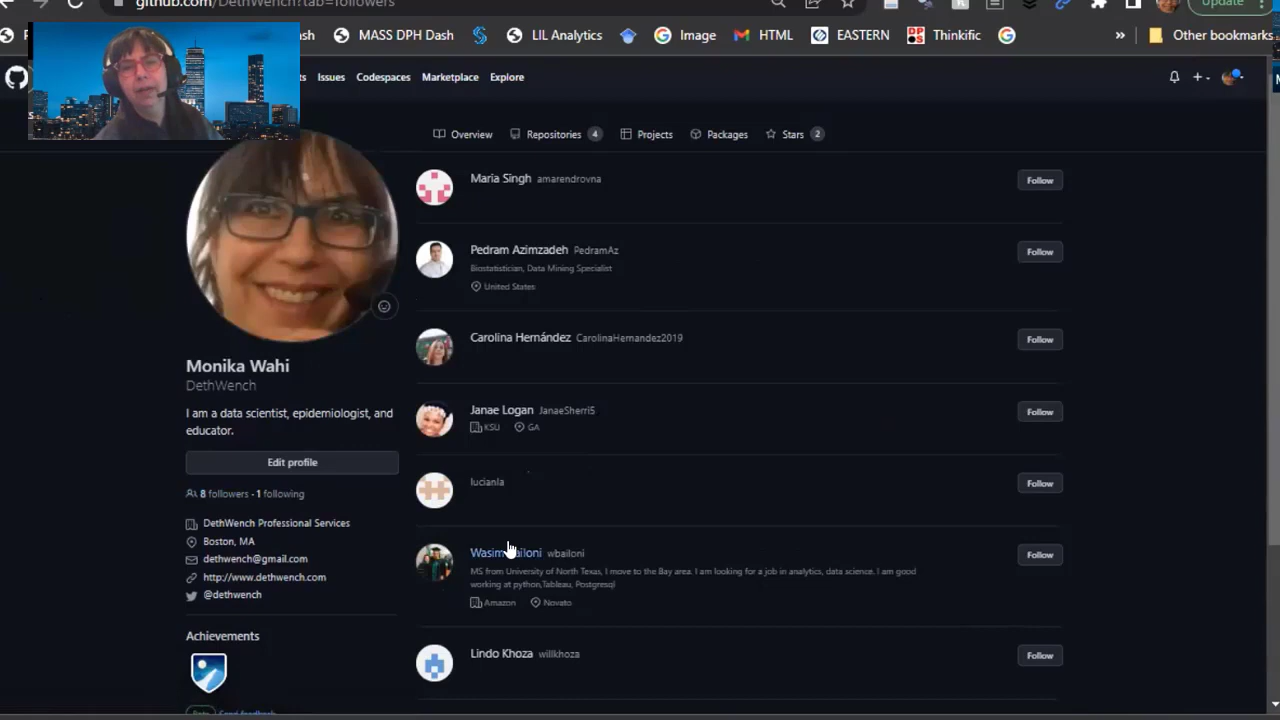 github.com/DethWench?tab=followers
Update
MASS DPH Dash
LIL Analytics
Image
HTML
EASTERN
Thinkific
»
Other bookmarks
Issues
Codespaces
Marketplace
Explore
Overview
Repositories 4
Projects
Packages
Stars 2
Maria Singh amarendrovna
Follow
Pedram Azimzadeh PedramAz
Biostatistician, Data Mining Specialist
United States
Follow
Carolina Hernández CarolinaHernandez2019
Follow
Janae Logan JanaeSherri5
KSU GA
Follow
lucianla
Follow
wbailoni
MS from University of North Texas, I move to the Bay area. I am looking for a job in analytics, data science. I am good
working at python,Tableau, Postgresql
Amazon Novato
Follow
Lindo Khoza willkhoza
Follow
Monika Wahi
DethWench
I am a data scientist, epidemiologist, and
educator.
Edit profile
8 followers · 1 following
DethWench Professional Services
Boston, MA
dethwench@gmail.com
http://www.dethwench.com
@dethwench
Achievements
Send feedback